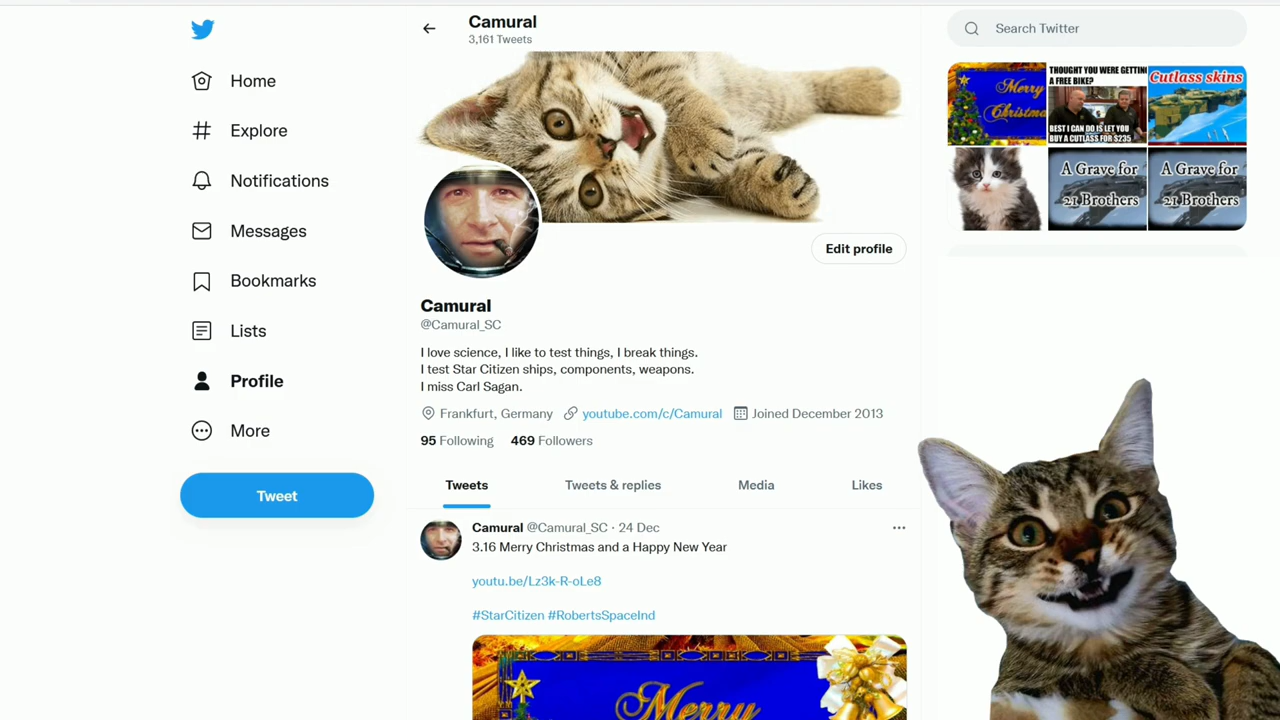 Camural
3,161 Tweets
Search Twitter
Home
Explore
Notifications
Messages
Bookmarks
Lists
Profile
More
Tweet
Edit profile
Camural
@Camural_SC
I love science, I like to test things, I break things.
I test Star Citizen ships, components, weapons.
I miss Carl Sagan.
Frankfurt, Germany youtube.com/c/Camural Joined December 2013
95 Following 469 Followers
Tweets Tweets & replies Media Likes
Camural @Camural_SC · 24 Dec
3.16 Merry Christmas and a Happy New Year
youtu.be/Lz3k-R-oLe8
#StarCitizen #RobertsSpaceInd
Merry
Merry
Christmas
THOUGHT YOU WERE GETTING
A FREE BIKE?
BEST I CAN DO IS LET YOU
BUY A CUTLASS FOR $235
Cutlass skins
A Grave for
21 Brothers
A Grave for
21 Brothers